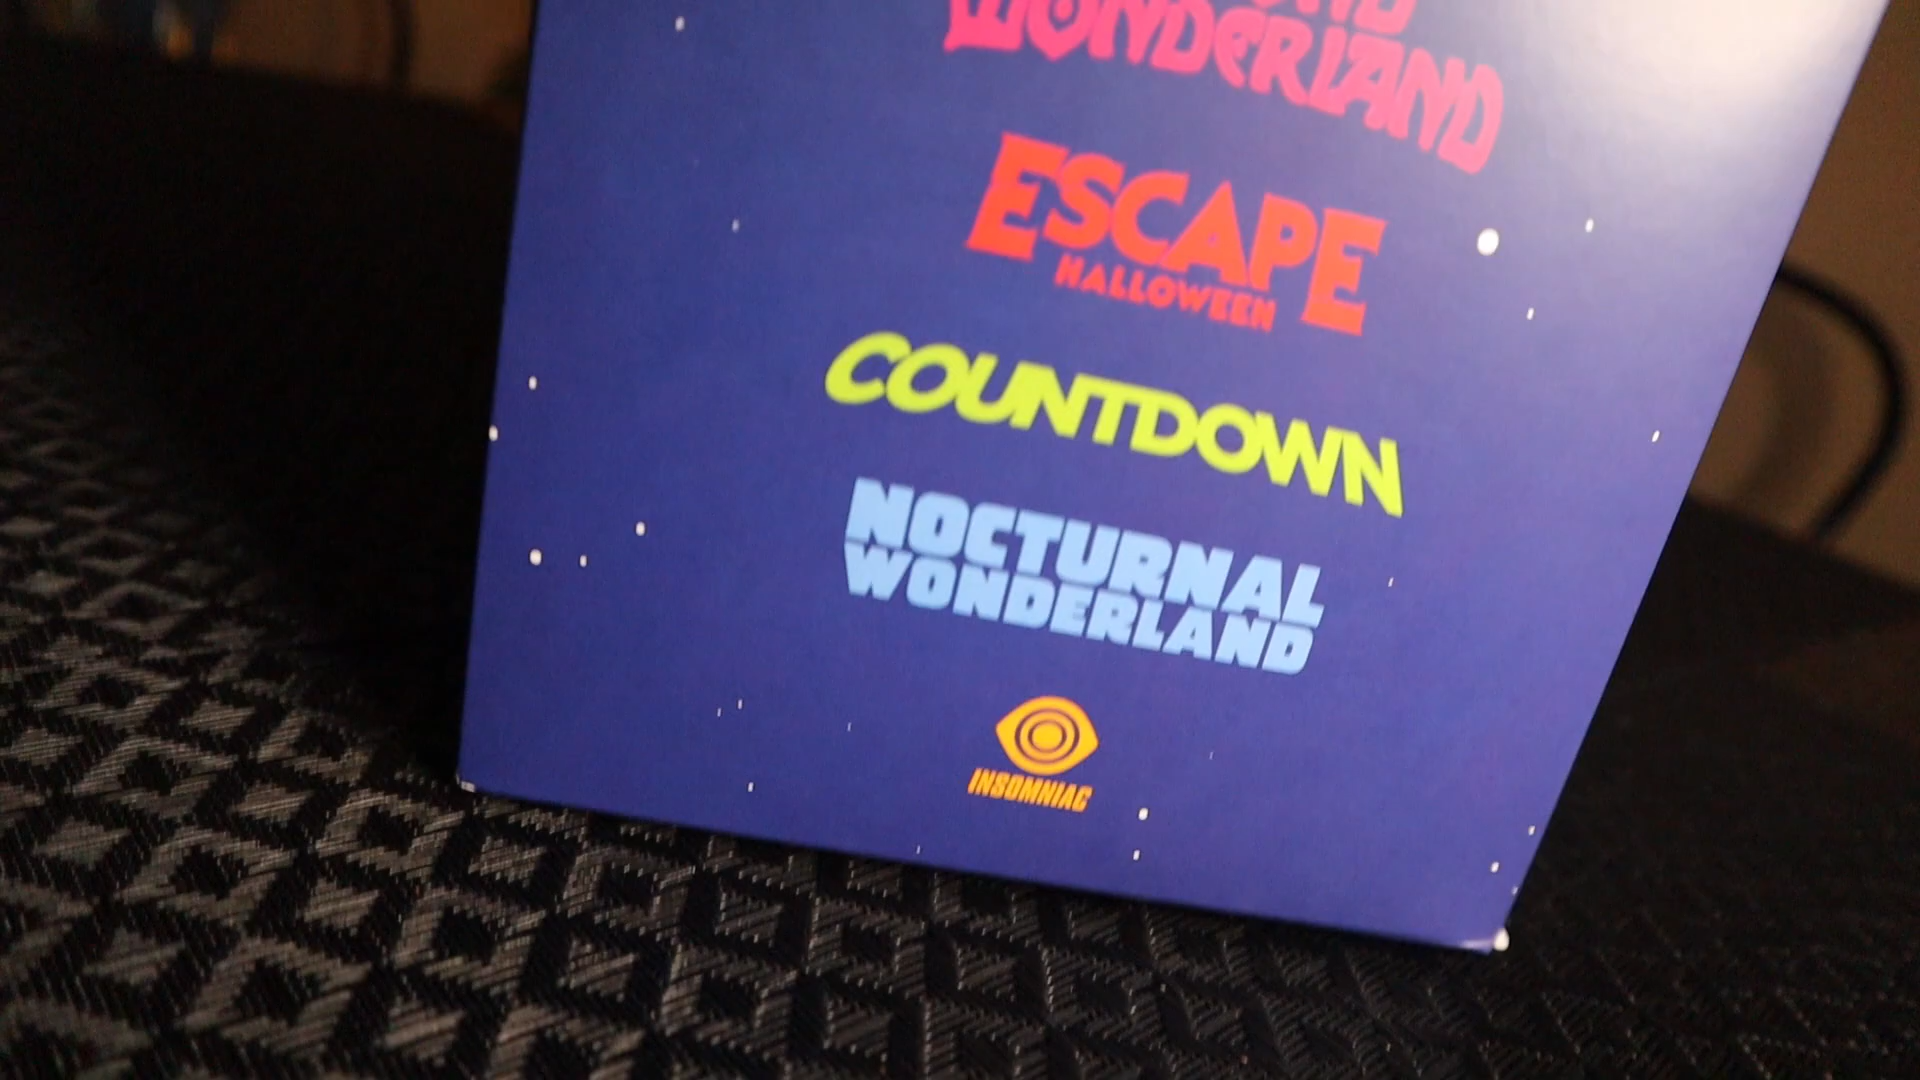 WONDERLAND
ESCAPE
HALLOWEEN
COUNTDOWN
NOCTURNAL
WONDERLAND
INSOMNIAC